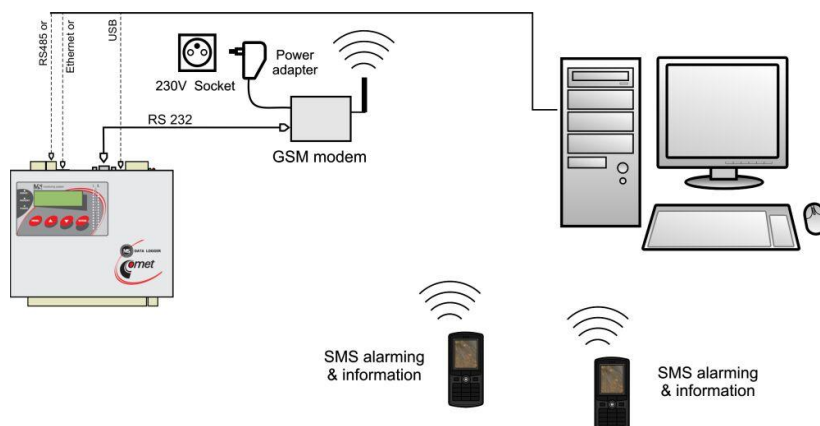 RS485 or
Ethernet or
USB
230V Socket
Power
adapter
RS 232
GSM modem
DATA LOGGER
Comet
SMS alarming
& information
SMS alarming
& information